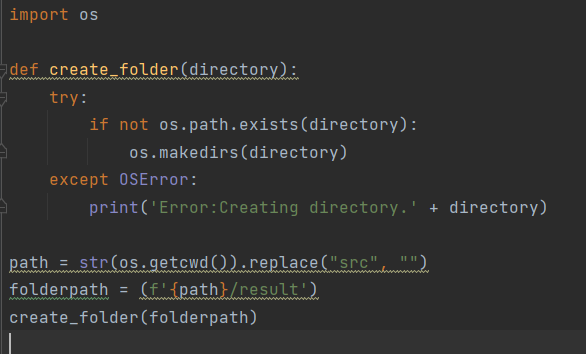 import os
def create_folder(directory):
    try:
        if not os.path.exists(directory):
            os.makedirs(directory)
    except OSError:
        print('Error:Creating directory.' + directory)
path = str(os.getcwd()).replace("src", "")
folderpath = (f'{path}/result')
create_folder(folderpath)